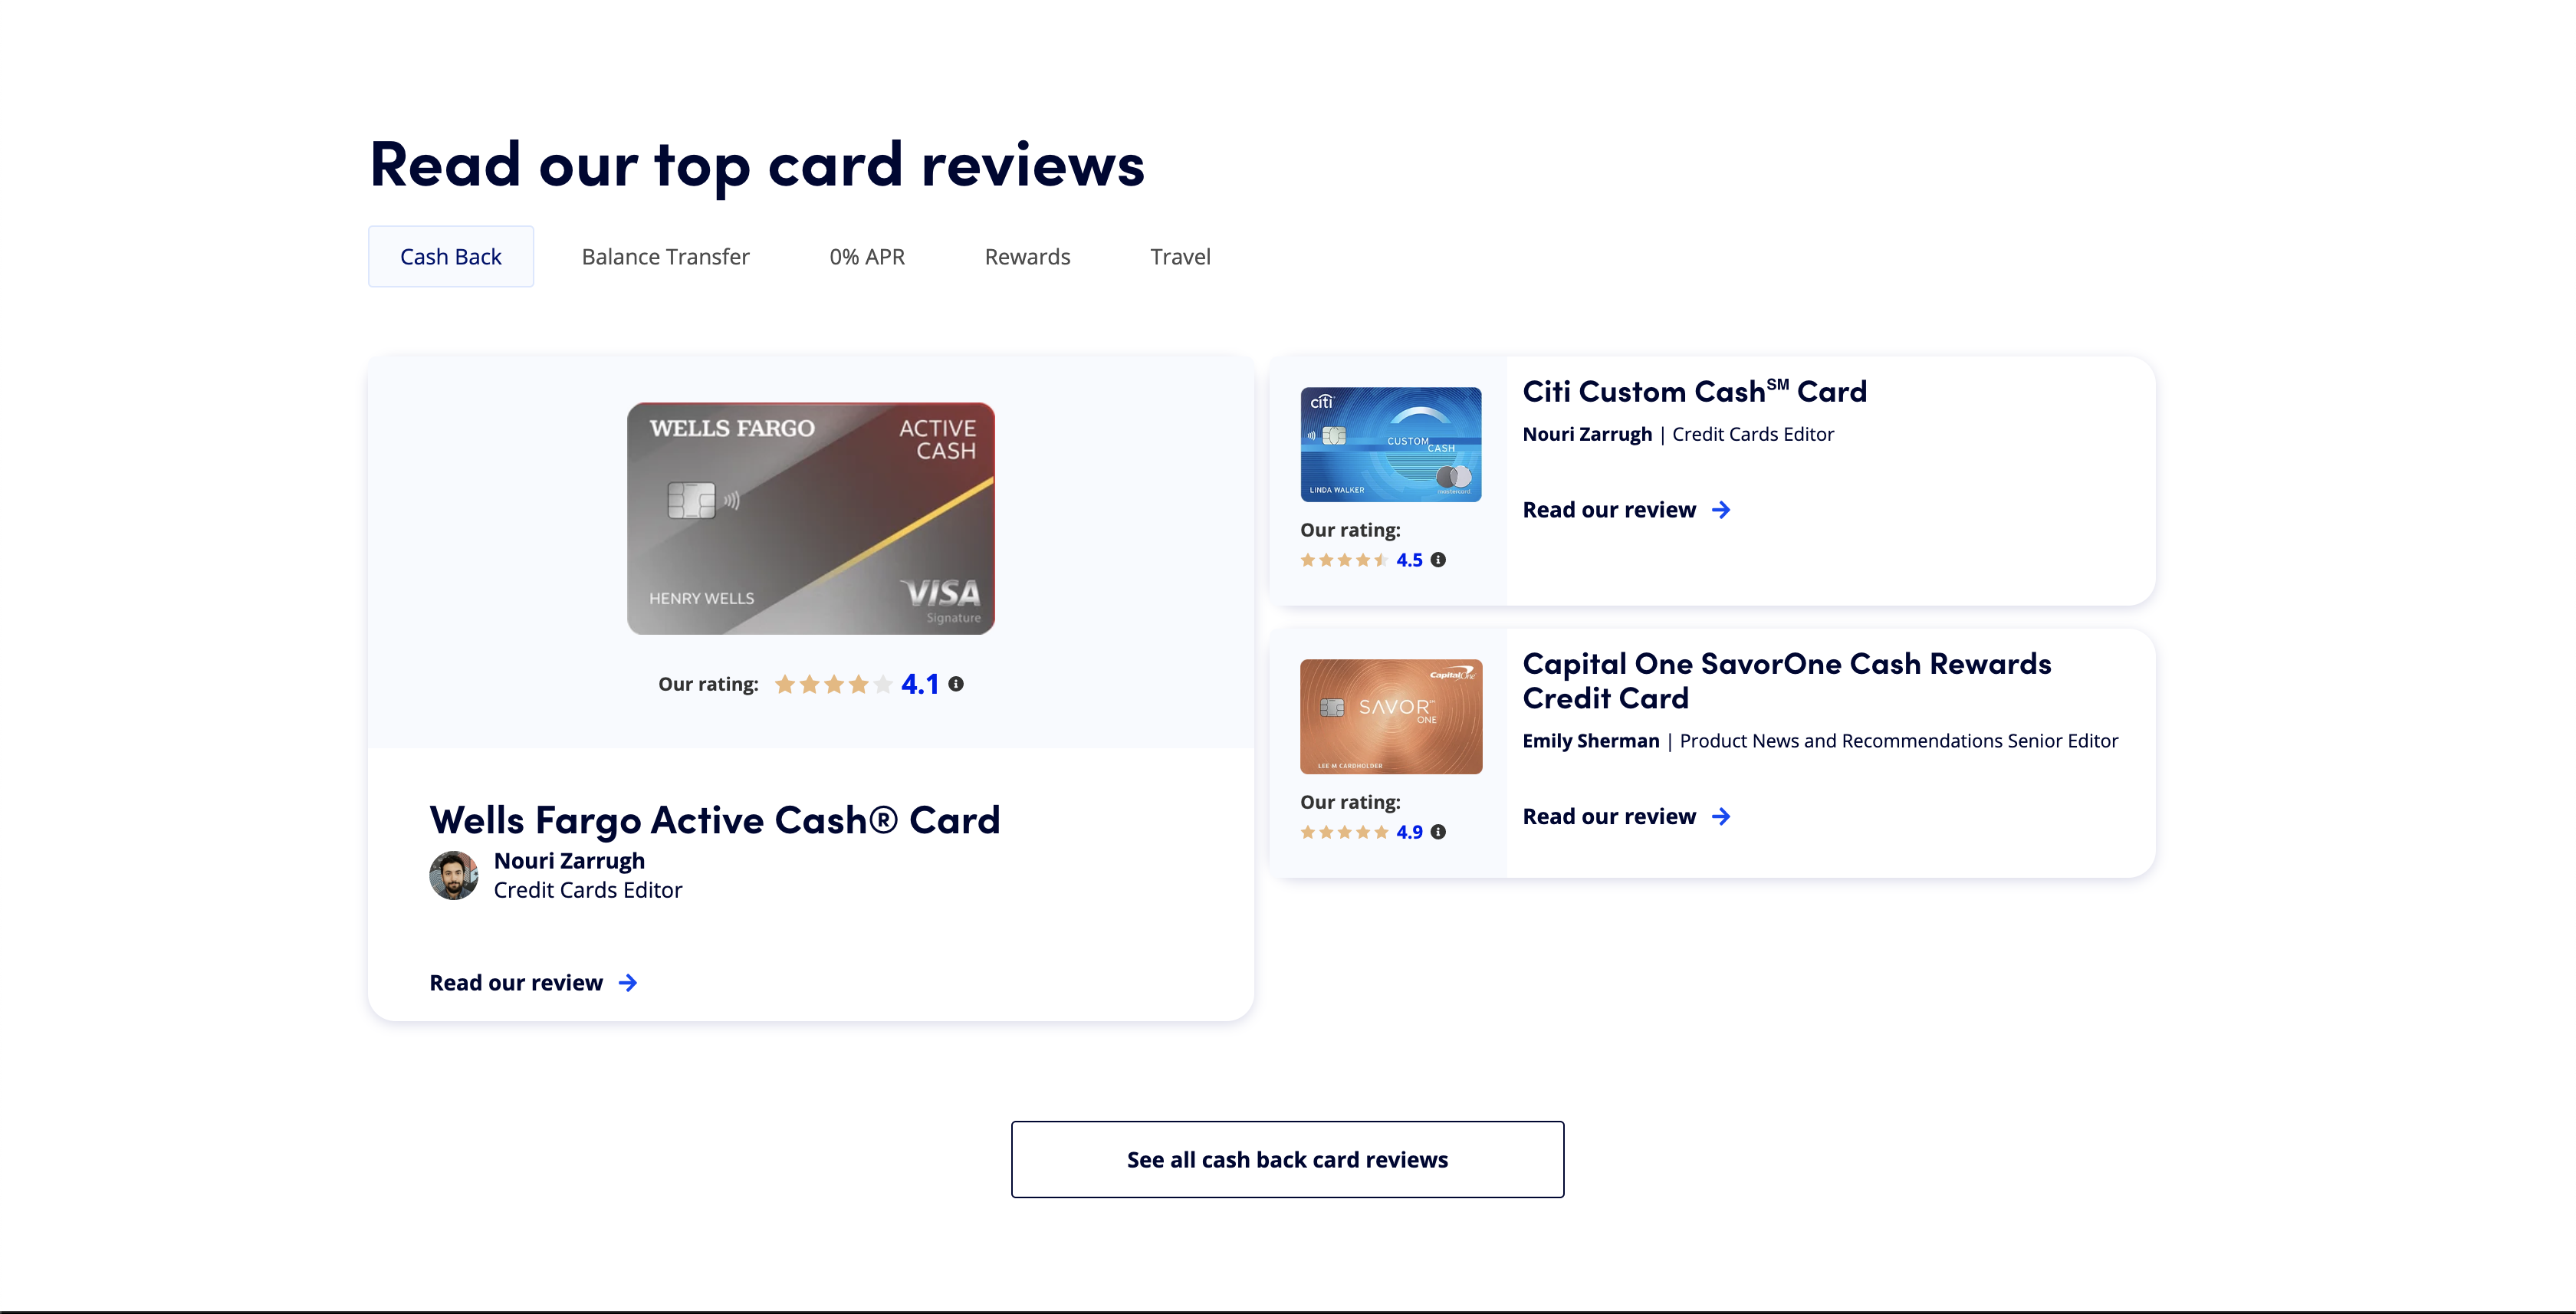 Read our top card reviews
Cash Back
Balance Transfer
0% APR
Rewards
Travel
WELLS FARGO
ACTIVE
CASH
HENRY WELLS
VISA
Signature
Our rating: 4.1
Wells Fargo Active Cash® Card
Nouri Zarrugh
Credit Cards Editor
Read our review
citi
CUSTOM
CASH
LINDA WALKER
mastercard
Our rating:
4.5
Citi Custom Cash℠ Card
Nouri Zarrugh | Credit Cards Editor
Read our review
Capital One
SAVOR
ONE
LEE M CARDHOLDER
Our rating:
4.9
Capital One SavorOne Cash Rewards
Credit Card
Emily Sherman | Product News and Recommendations Senior Editor
Read our review
See all cash back card reviews